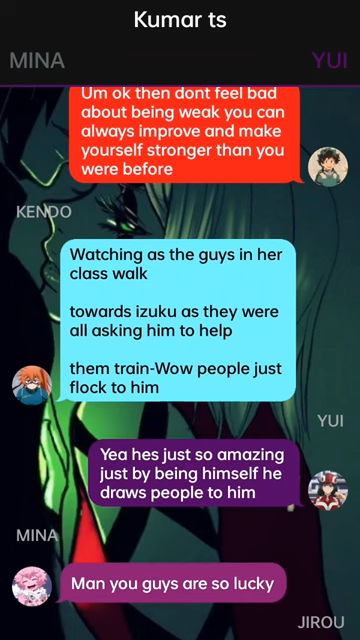 Kumar ts
MINA
YUI
Um ok then dont feel bad
about being weak you can
always improve and make
yourself stronger than you
were before
KENDO
Watching as the guys in her
class walk
towards izuku as they were
all asking him to help
them train-Wow people just
flock to him
YUI
Yea hes just so amazing
just by being himself he
draws people to him
MINA
Man you guys are so lucky
JIROU